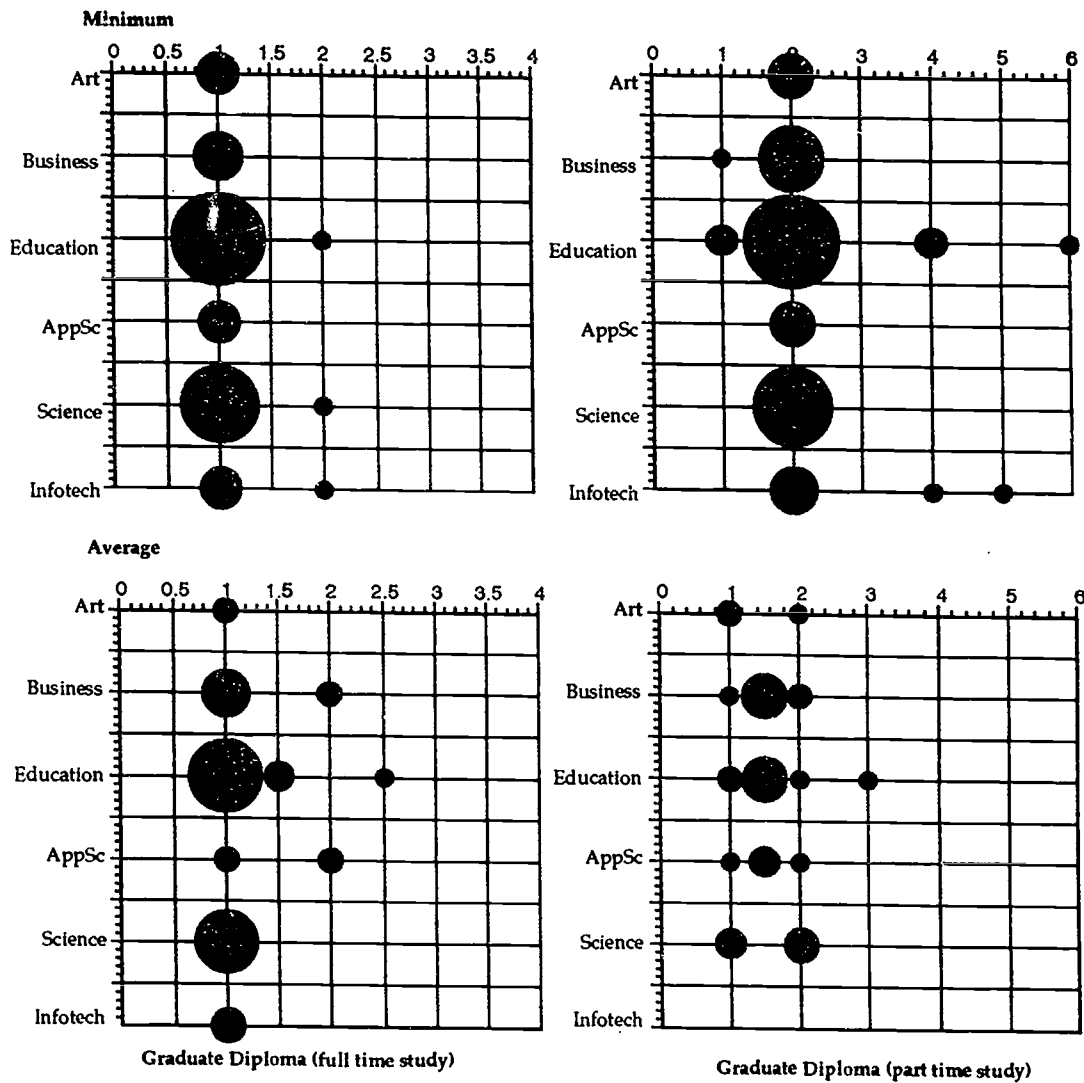 Minimum
0 0.5 1 1.5 2 2.5 3 3.5 4
Art
Business
Education
AppSc
Science
Infotech
0 1 2 3 4 5 6
Art
Business
Education
AppSc
Science
Infotech
Average
0 0.5 1 1.5 2 2.5 3 3.5 4
Art
Business
Education
AppSc
Science
Infotech
Graduate Diploma (full time study)
0 1 2 3 4 5 6
Art
Business
Education
AppSc
Science
Infotech
Graduate Diploma (part time study)